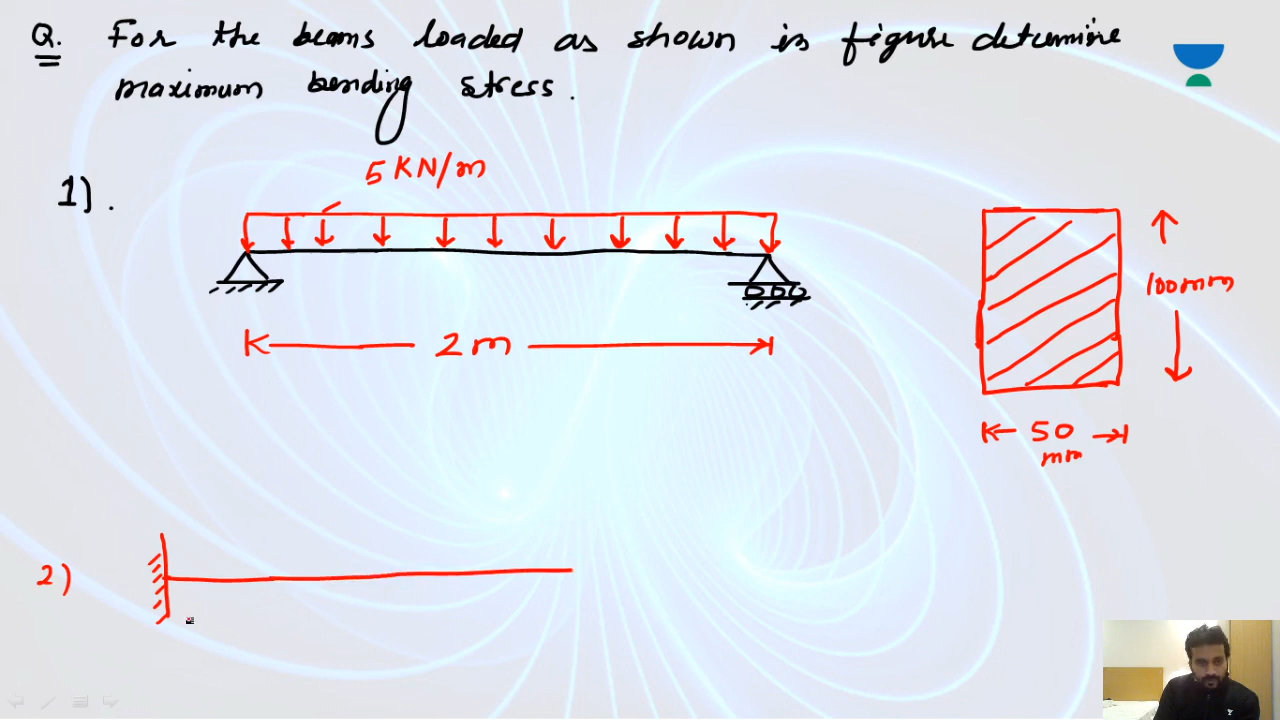 Q. For the beams loaded as shown in figure determine
maximum bending stress.
5 KN/m
1).
100mm
2 m
50
mm
2)